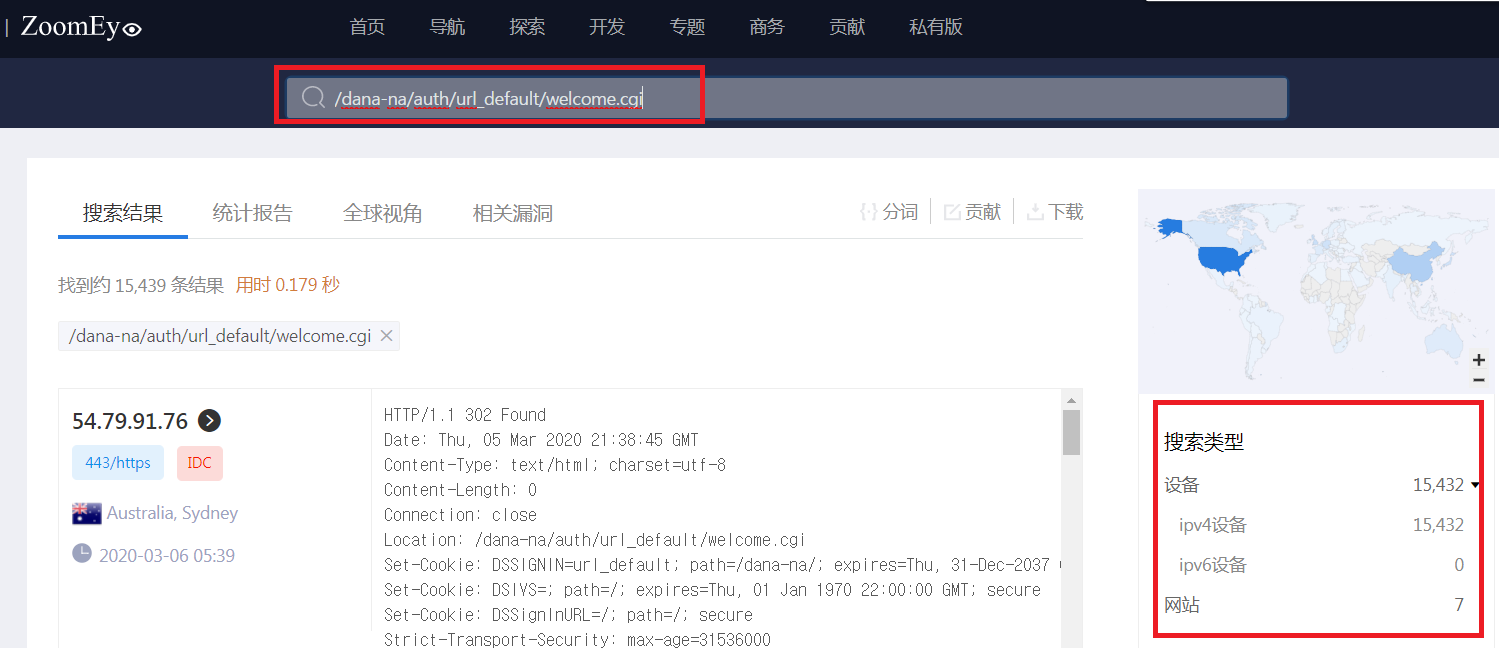 ZoomEy
首页 导航 探索 开发 专题 商务 贡献 私有版
/dana-na/auth/url_default/welcome.cgi
搜索结果 统计报告 全球视角 相关漏洞 分词 贡献 下载
找到约 15,439 条结果 用时 0.179 秒
/dana-na/auth/url_default/welcome.cgi
54.79.91.76
443/https IDC
Australia, Sydney
2020-03-06 05:39
HTTP/1.1 302 Found
Date: Thu, 05 Mar 2020 21:38:45 GMT
Content-Type: text/html; charset=utf-8
Content-Length: 0
Connection: close
Location: /dana-na/auth/url_default/welcome.cgi
Set-Cookie: DSSIGNIN=url_default; path=/dana-na/; expires=Thu, 31-Dec-2037
Set-Cookie: DSIVS=; path=/; expires=Thu, 01 Jan 1970 22:00:00 GMT; secure
Set-Cookie: DSSignInURL=/; path=/; secure
Strict-Transport-Security: max-age=31536000
搜索类型
设备 15,432
ipv4设备 15,432
ipv6设备 0
网站 7